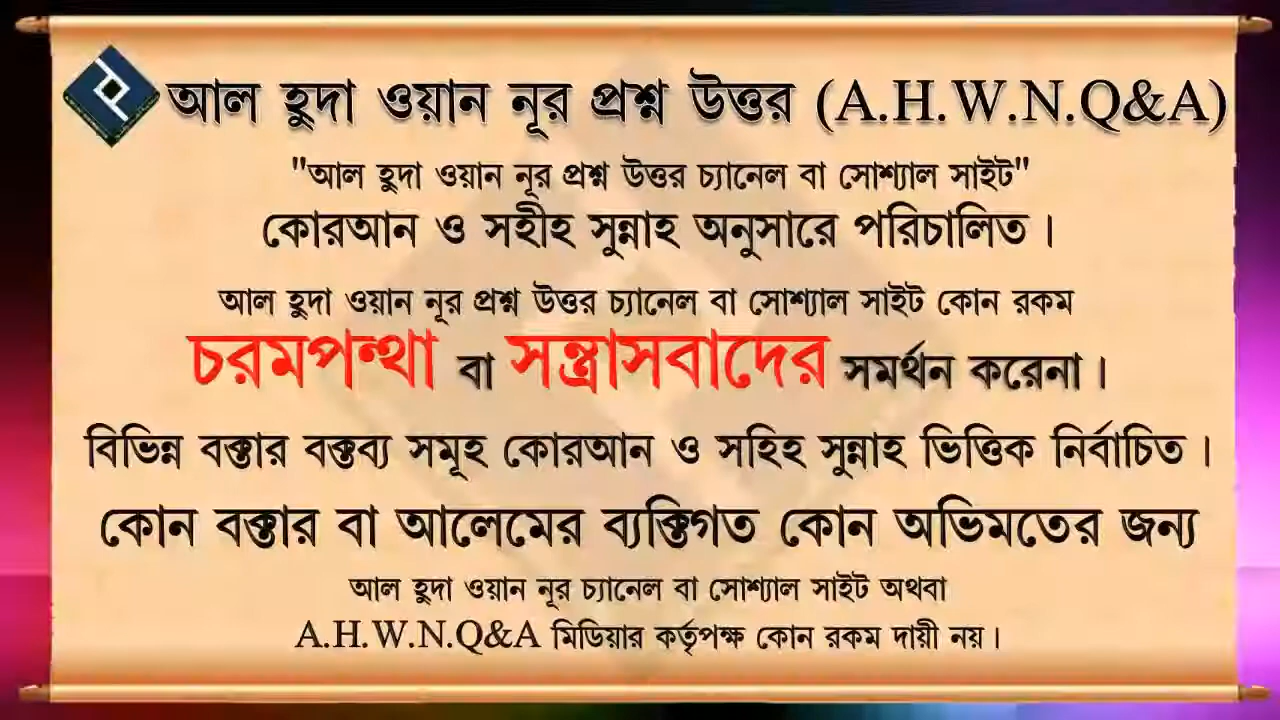 আল হুদা ওয়ান নূর প্রশ্ন উত্তর (A.H.W.N.Q&A)
"আল হুদা ওয়ান নূর প্রশ্ন উত্তর চ্যানেল বা সোশ্যাল সাইট"
কোরআন ও সহীহ সুন্নাহ অনুসারে পরিচালিত।
আল হুদা ওয়ান নূর প্রশ্ন উত্তর চ্যানেল বা সোশ্যাল সাইট কোন রকম
চরমপন্থা বা সন্ত্রাসবাদের সমর্থন করেনা।
বিভিন্ন বক্তার বক্তব্য সমূহ কোরআন ও সহিহ সুন্নাহ ভিত্তিক নির্বাচিত।
কোন বক্তার বা আলেমের ব্যক্তিগত কোন অভিমতের জন্য
আল হুদা ওয়ান নূর চ্যানেল বা সোশ্যাল সাইট অথবা
A.H.W.N.Q&A মিডিয়ার কর্তৃপক্ষ কোন রকম দায়ী নয়।